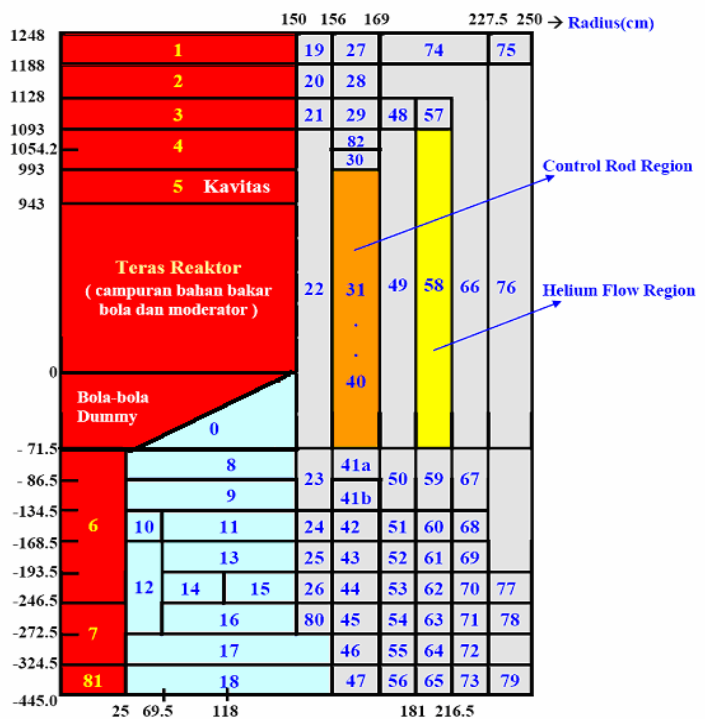 150 156 169 227.5 250 → Radius(cm)
1248
1 19 27 74 75
1188
2 20 28
1128
3 21 29 48 57
1093
4 82
1054.2
30
993
5 Kavitas
943
Control Rod Region
Teras Reaktor
( campuran bahan bakar
bola dan moderator )
22 31 49 58 66 76
.
.
40
Helium Flow Region
0
Bola-bola
Dummy
0
- 71.5
8 23 41a 50 59 67
- 86.5
9 41b
-134.5
6 10 11 24 42 51 60 68
-168.5
13 25 43 52 61 69
-193.5
12 14 15 26 44 53 62 70 77
-246.5
16 80 45 54 63 71 78
7
-272.5
17 46 55 64 72
-324.5
81 18 47 56 65 73 79
-445.0
25 69.5 118 181 216.5